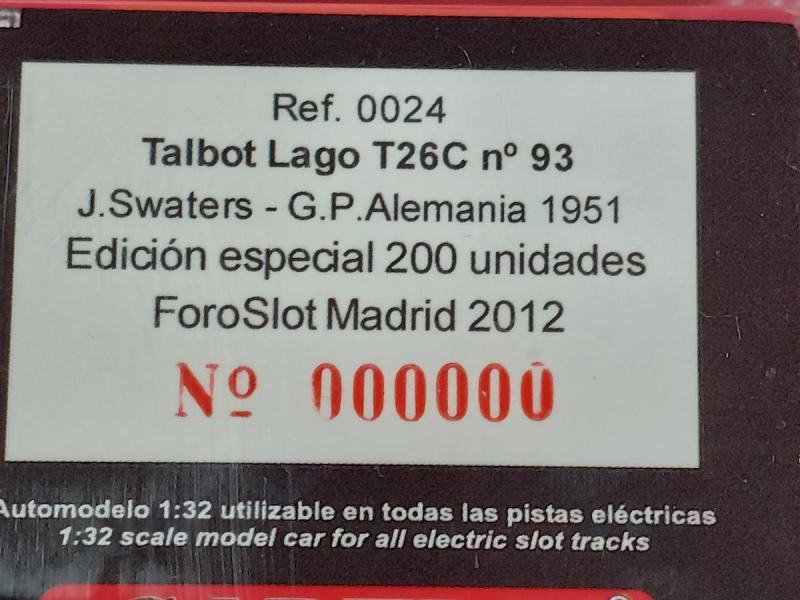 Ref. 0024
Talbot Lago T26C nº 93
J.Swaters - G.P.Alemania 1951
Edición especial 200 unidades
ForoSlot Madrid 2012
Nº 000000
Automodelo 1:32 utilizable en todas las pistas eléctricas
1:32 scale model car for all electric slot tracks